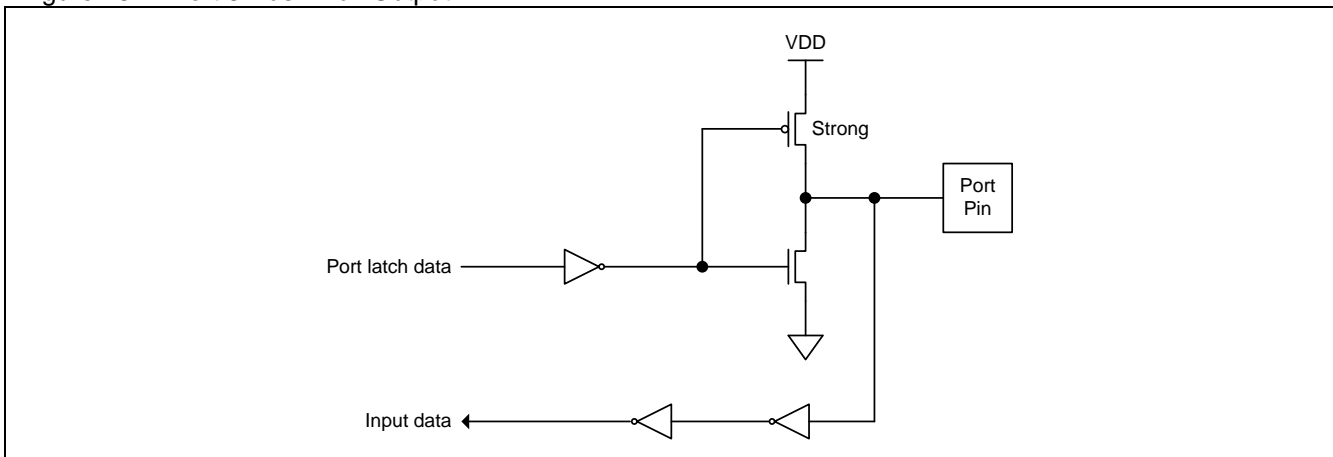 VDD
Strong
Port
Pin
Port latch data
Input data